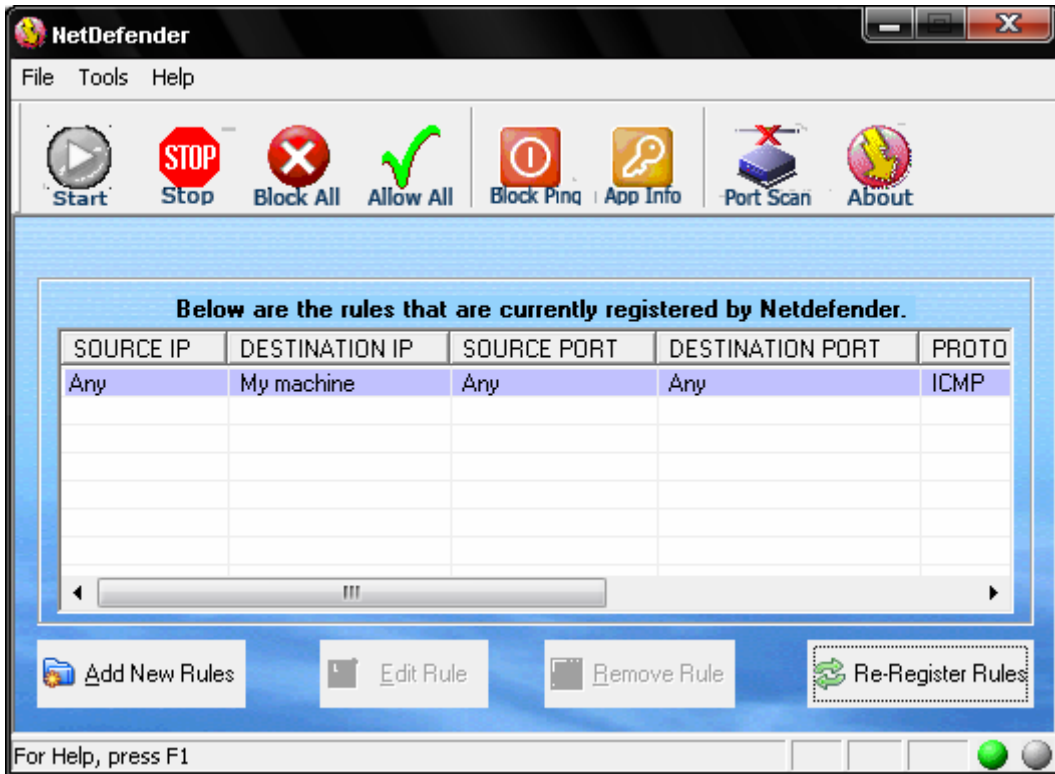 NetDefender
File Tools Help
STOP
Start Stop Block All Allow All Block Ping App Info Port Scan About
Below are the rules that are currently registered by Netdefender.
SOURCE IP DESTINATION IP SOURCE PORT DESTINATION PORT PROTO
Any My machine Any Any ICMP
Add New Rules Edit Rule Remove Rule Re-Register Rules
For Help, press F1